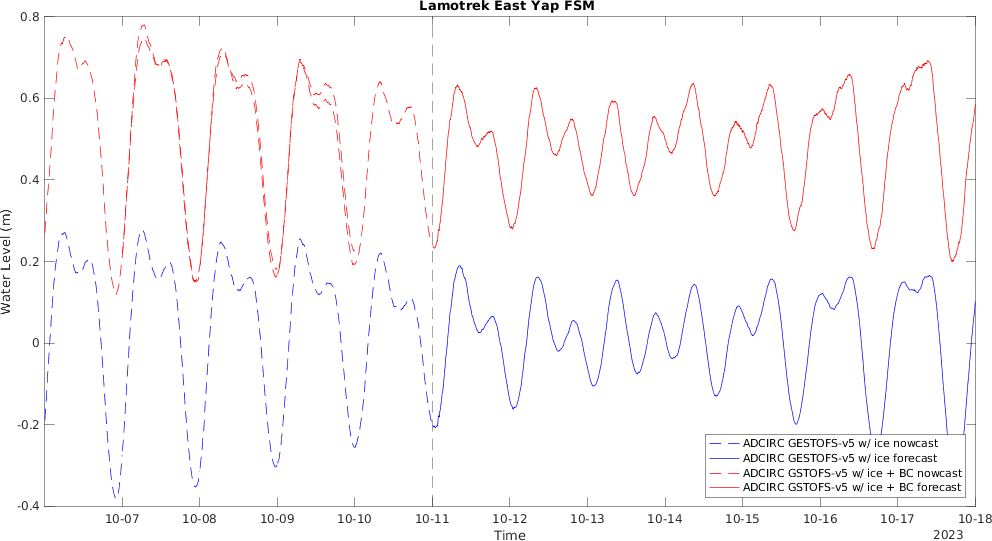 Lamotrek East Yap FSM
0.8
0.6
0.4
0.2
0
-0.2
-0.4
Water Level (m)
ADCIRC GESTOFS-v5 w/ ice nowcast
ADCIRC GESTOFS-v5 w/ ice forecast
ADCIRC GSTOFS-v5 w/ ice + BC nowcast
ADCIRC GSTOFS-v5 w/ ice + BC forecast
10-07 10-08 10-09 10-10 10-11 10-12 10-13 10-14 10-15 10-16 10-17 10-18
Time
2023